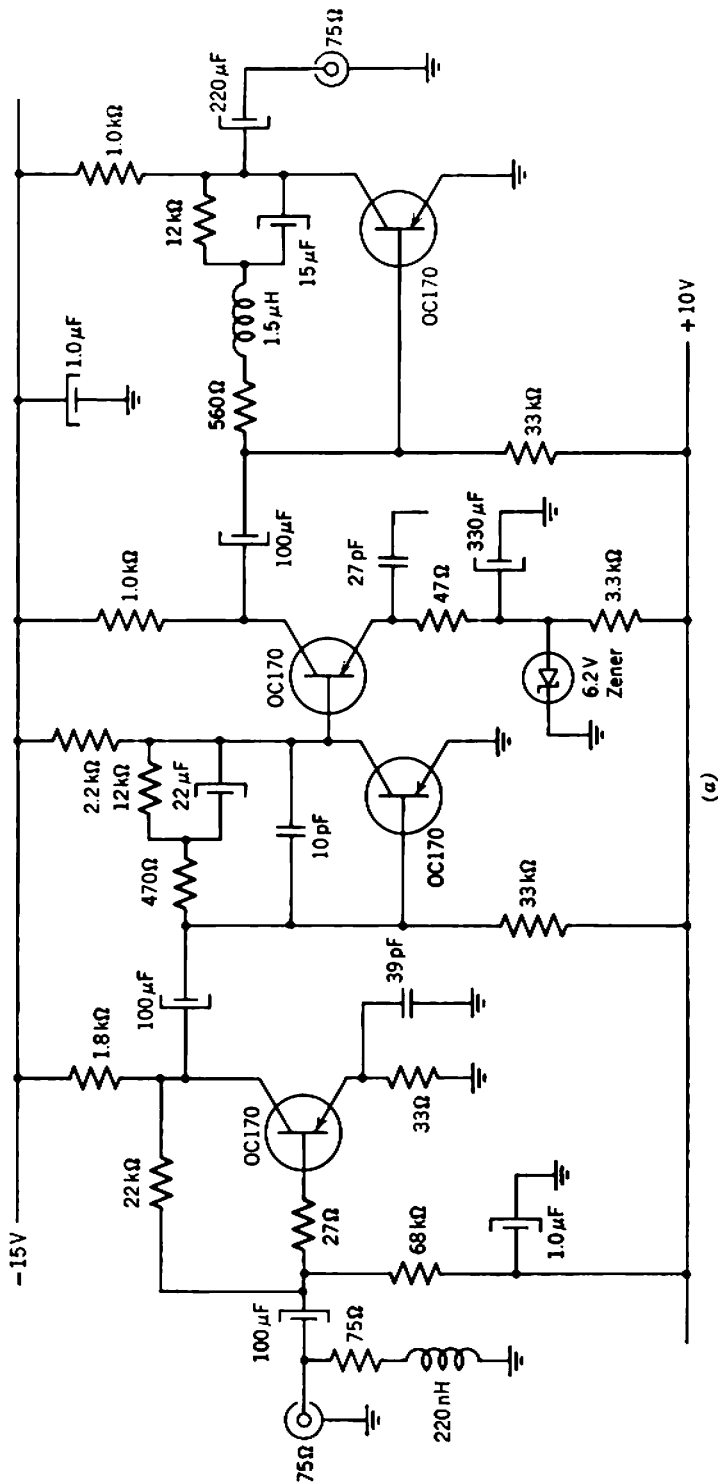 −15V
1.8kΩ
2.2kΩ
1.0kΩ
1.0μF
1.0kΩ
22kΩ
100μF
470Ω
12kΩ
22μF
100μF
560Ω
1.5μH
12kΩ
15μF
220μF
75Ω
OC170
10pF
OC170
OC170
OC170
75Ω
100μF
27Ω
75Ω
220nH
68kΩ
1.0μF
33Ω
39pF
33kΩ
27pF
47Ω
330μF
6.2V
Zener
3.3kΩ
33kΩ
+10V
(a)